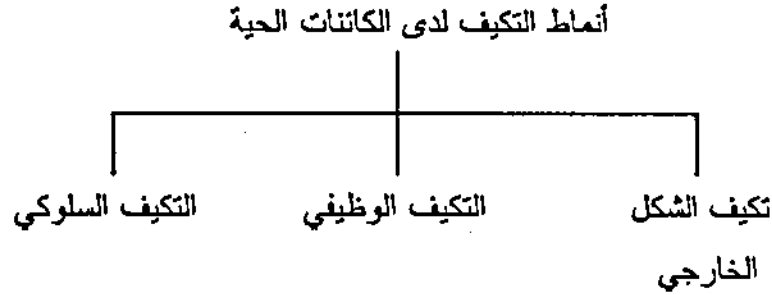 أنماط التكيف لدى الكائنات الحية
تكيف الشكل الخارجي
التكيف الوظيفي
التكيف السلوكي